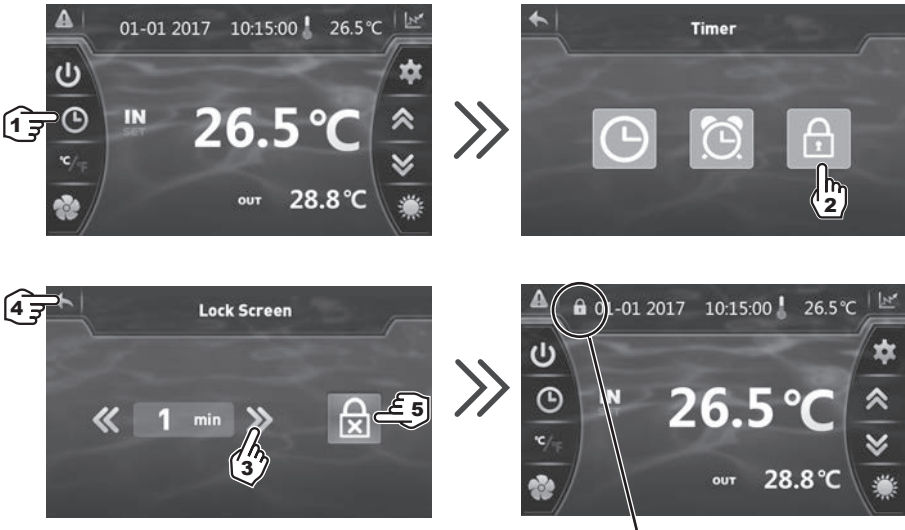 01-01 2017 10:15:00 26.5°C
1
IN
SET
26.5°C
°C/°F
OUT 28.8°C
Timer
2
4
Lock Screen
1 min
5
3
01-01 2017 10:15:00 26.5°C
IN
SET
26.5°C
°C/°F
OUT 28.8°C